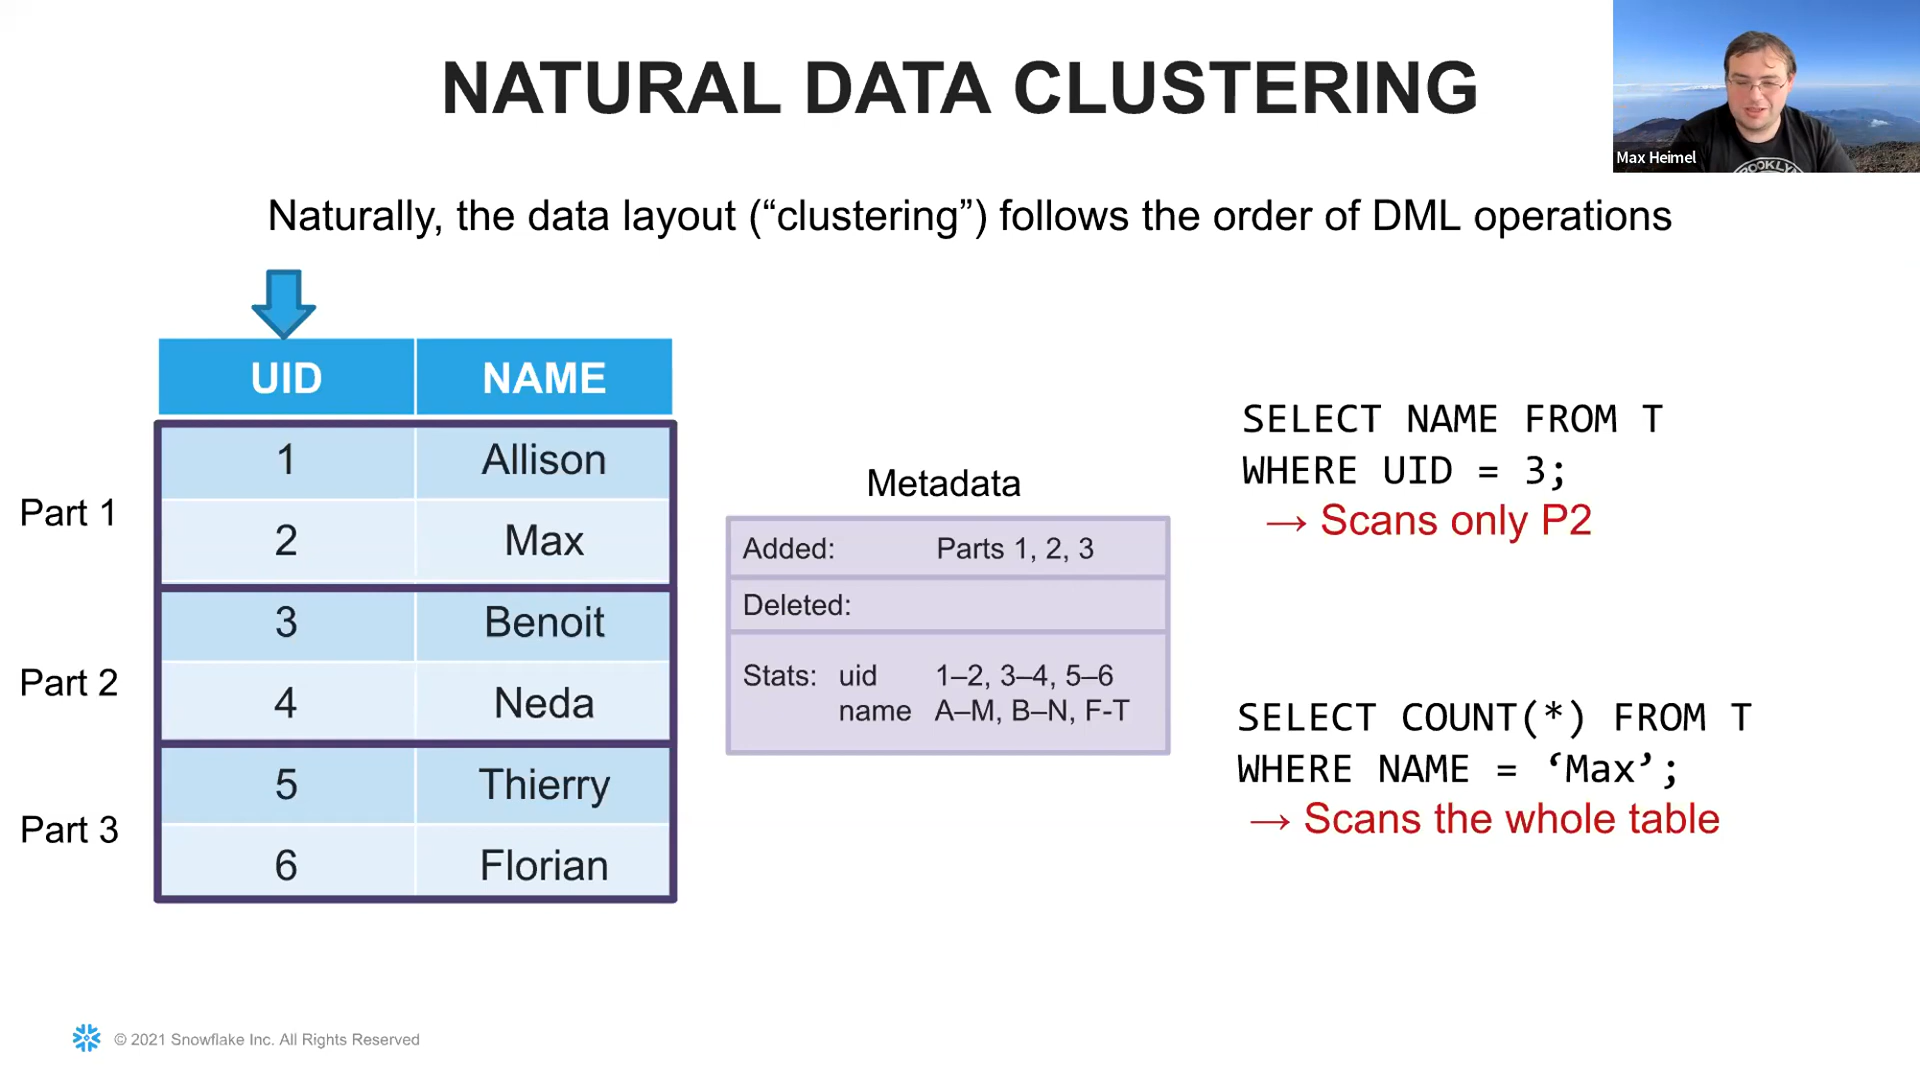 NATURAL DATA CLUSTERING
Max Heimel
Naturally, the data layout (“clustering”) follows the order of DML operations
UID NAME
Part 1
1 Allison
2 Max
Part 2
3 Benoit
4 Neda
Part 3
5 Thierry
6 Florian
Metadata
Added: Parts 1, 2, 3
Deleted:
Stats: uid 1–2, 3–4, 5–6
name A–M, B–N, F-T
SELECT NAME FROM T
WHERE UID = 3;
→ Scans only P2
SELECT COUNT(*) FROM T
WHERE NAME = ‘Max’;
→ Scans the whole table
© 2021 Snowflake Inc. All Rights Reserved